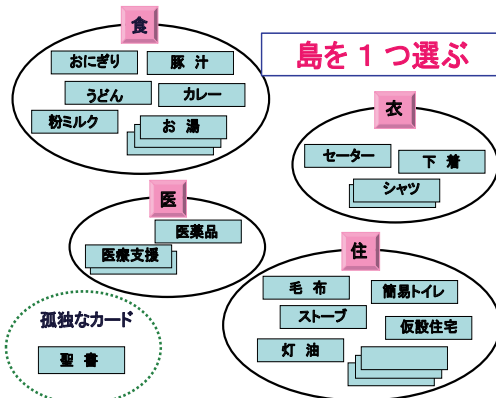 食
島を１つ選ぶ
おにぎり
豚 汁
うどん
カレー
粉ミルク
お 湯
衣
セーター
下 着
シャツ
医
医薬品
医療支援
住
毛 布
簡易トイレ
ストーブ
仮設住宅
灯 油
孤独なカード
聖 書